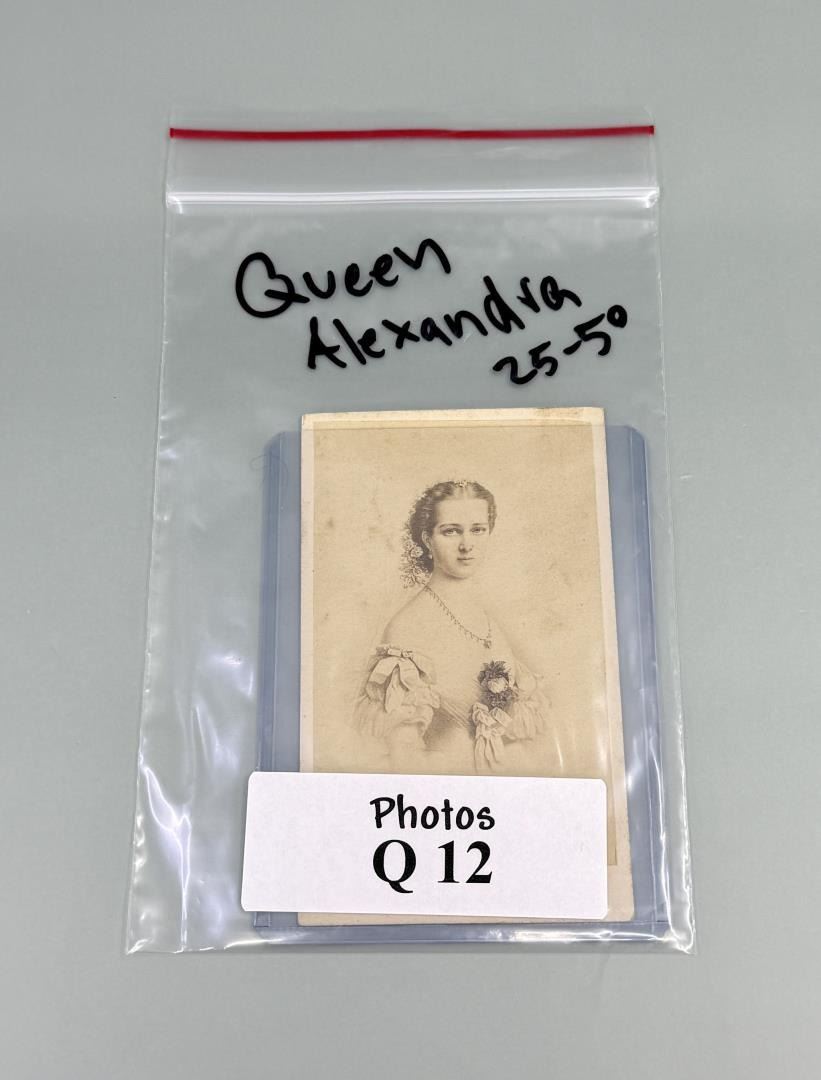 Queen
Alexandra
25-50
Photos
Q 12